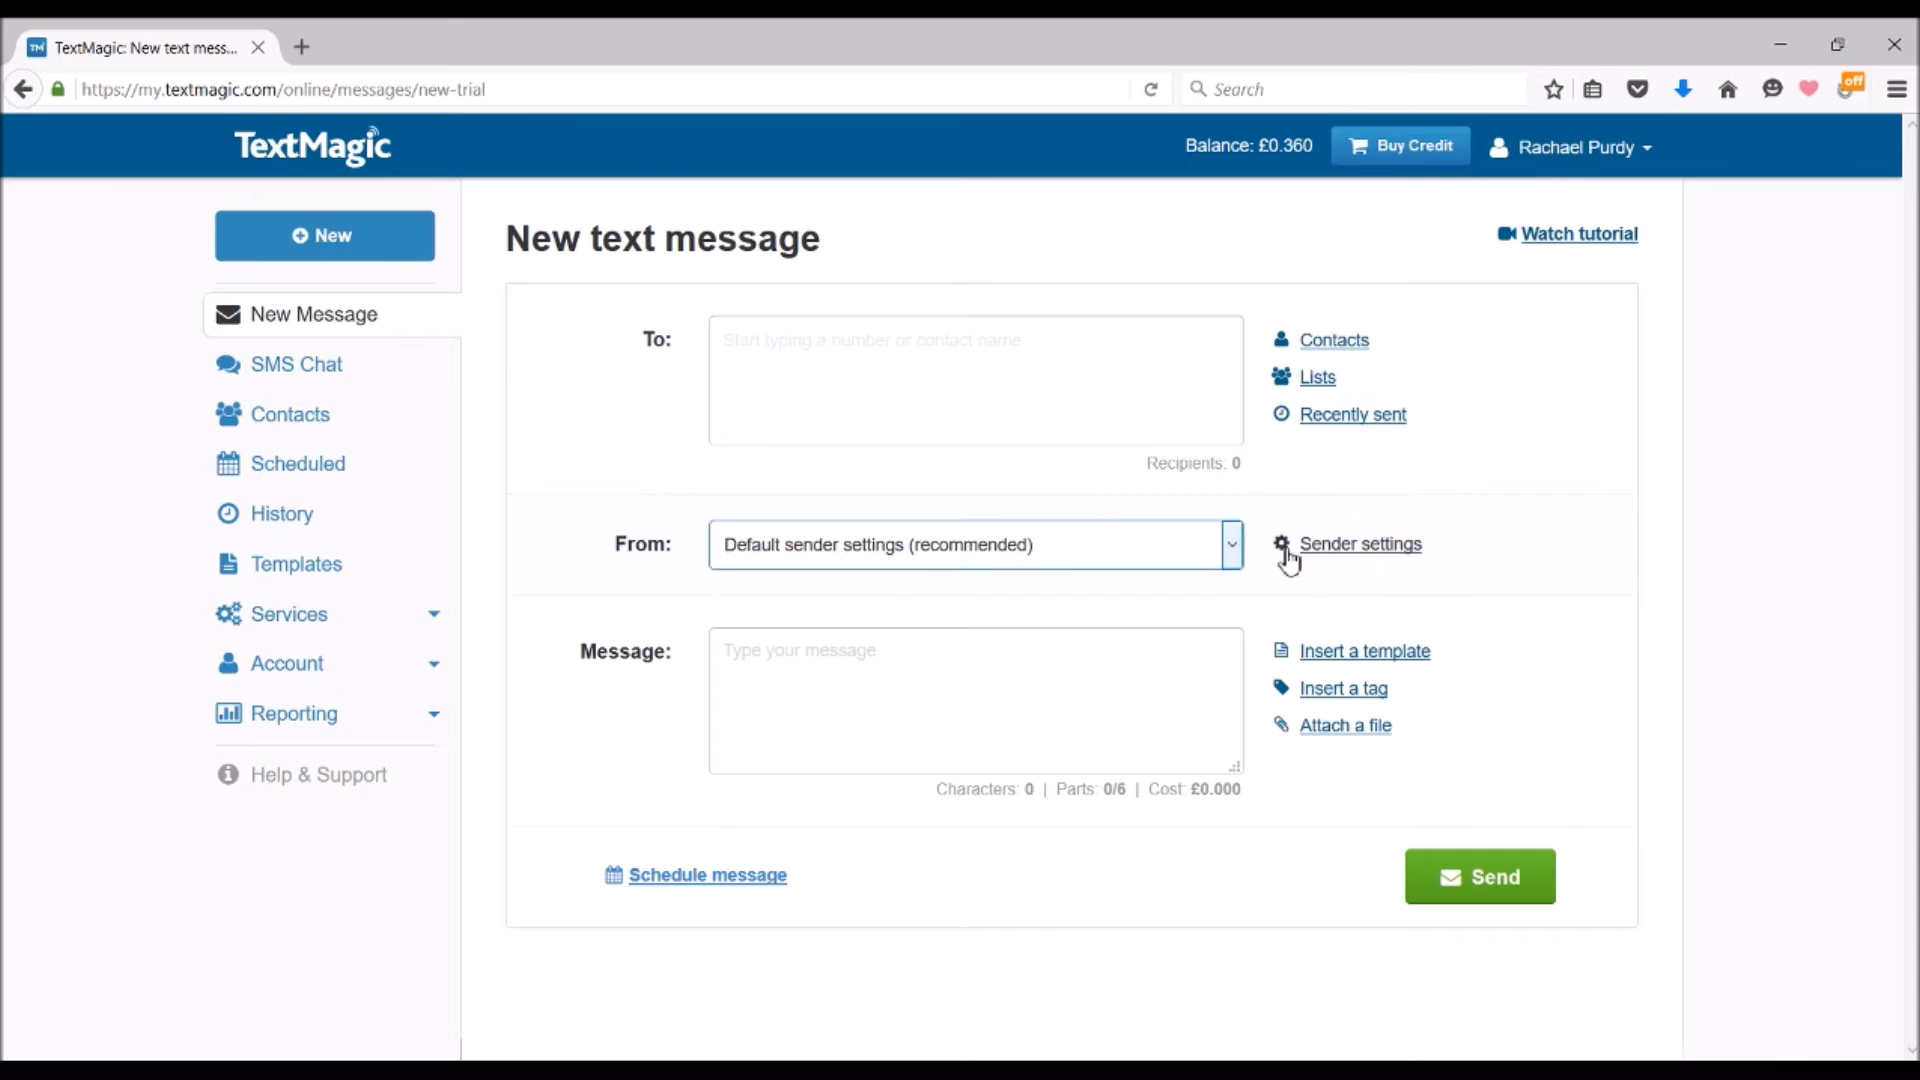 TM TextMagic: New text mess...
https://my.textmagic.com/online/messages/new-trial
Search
off
TextMagic
Balance: £0.360
Buy Credit
Rachael Purdy
New
New Message
SMS Chat
Contacts
Scheduled
History
Templates
Services
Account
Reporting
Help & Support
New text message
Watch tutorial
To:
Start typing a number or contact name
Contacts
Lists
Recently sent
Recipients: 0
From:
Default sender settings (recommended)
Sender settings
Message:
Type your message
Insert a template
Insert a tag
Attach a file
Characters: 0 | Parts: 0/6 | Cost: £0.000
Schedule message
Send